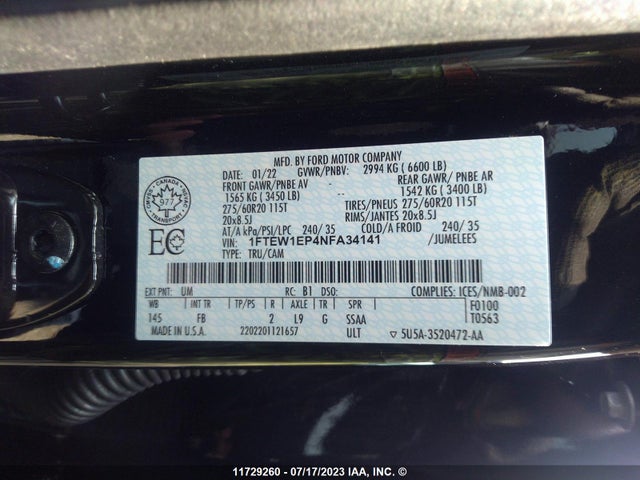 MFD. BY FORD MOTOR COMPANY
DATE: 01/22 GVWR/PNBV: 2994 KG ( 6600 LB)
FRONT GAWR/PNBE AV REAR GAWR / PNBE AR
1565 KG ( 3450 LB) 1542 KG ( 3400 LB)
275/60R20 115T TIRES/PNEUS 275/60R20 115T
20x8.5J RIMS/JANTES 20x8.5J
AT/A kPa/PSI/LPC 240/ 35 COLD/A FROID 240/ 35
VIN: 1FTEW1EP4NFA34141 /JUMELEES
TYPE: TRU/CAM
CANADA
977
TRANSPORT
EC
EXT PNT: UM RC: B1 DSO: COMPLIES: ICES/NMB-002
WB INT TR TP/PS R AXLE TR SPR F0100
145 FB 2 L9 G SSAA T0563
2202201121657 ULT 5U5A-3520472-AA
11729260 - 07/17/2023 IAA, INC. ©